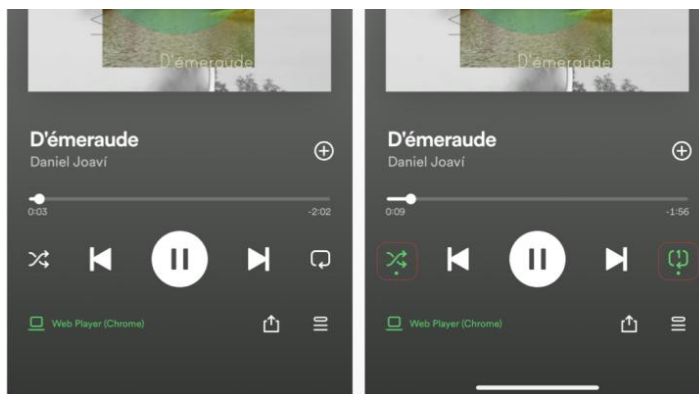 D'émeraude
D'émeraude
Daniel Joaví
0:03
-2:02
Web Player (Chrome)
D'émeraude
D'émeraude
Daniel Joaví
0:09
-1:56
1
Web Player (Chrome)